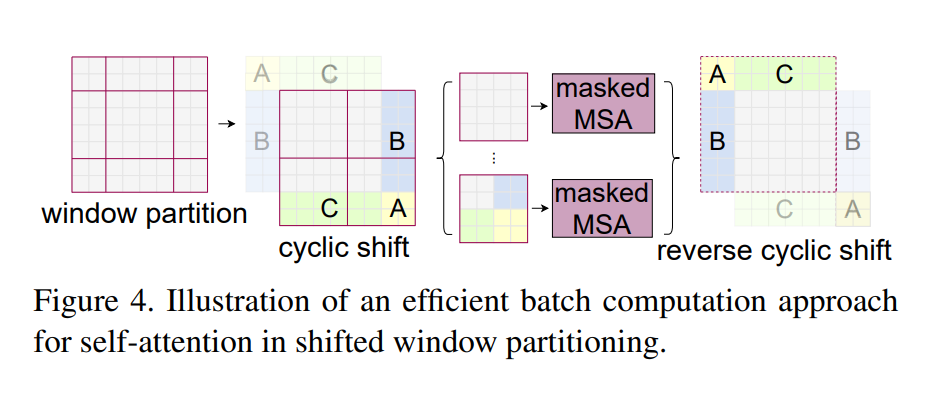 A C
B
B
C A
window partition
cyclic shift
masked
MSA
...
masked
MSA
A C
B
B
C A
reverse cyclic shift
Figure 4. Illustration of an efficient batch computation approach
for self-attention in shifted window partitioning.